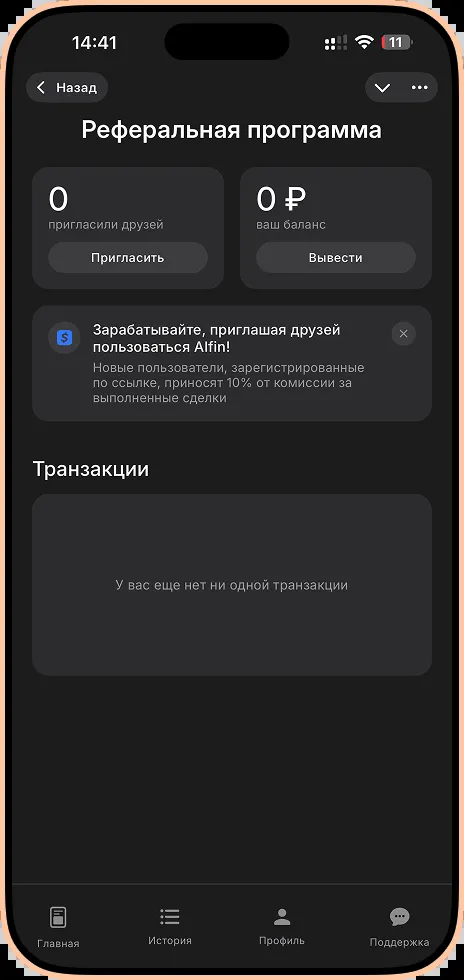 14:41
11
Назад
Реферальная программа
0
пригласили друзей
Пригласить
0 ₽
ваш баланс
Вывести
Зарабатывайте, приглашая друзей
пользоваться Alfin!
Новые пользователи, зарегистрированные
по ссылке, приносят 10% от комиссии за
выполненные сделки
Транзакции
У вас еще нет ни одной транзакции
Главная
История
Профиль
Поддержка